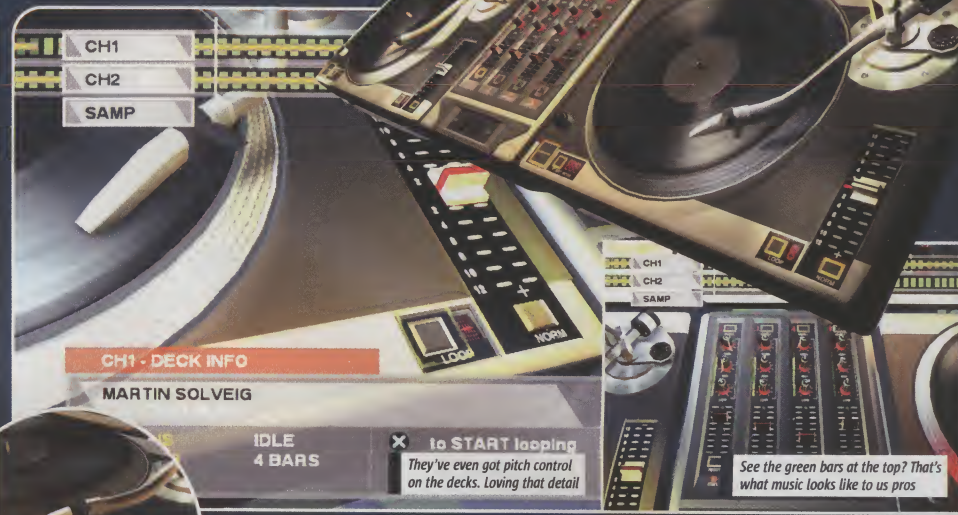 CH1
CH2
SAMP
LOOP
NORM
CH1 - DECK INFO
MARTIN SOLVEIG
IDLE
4 BARS
to START looping
They've even got pitch control
on the decks. Loving that detail
LOOP
NORM
CH1
CH2
SAMP
See the green bars at the top? That's
what music looks like to us pros